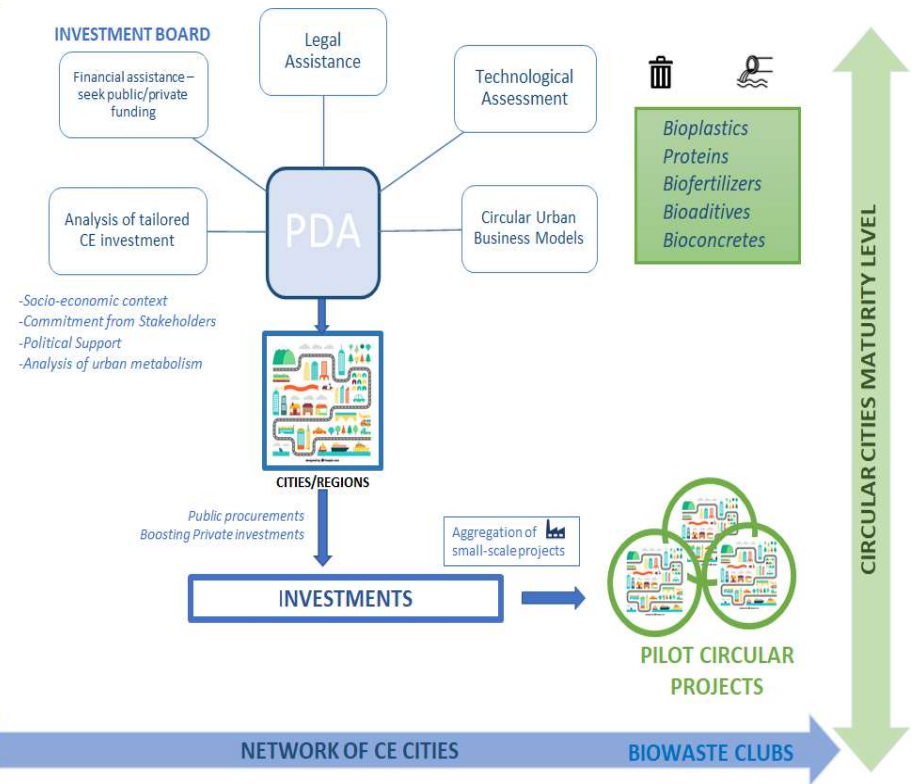 INVESTMENT BOARD
Financial assistance –
seek public/private
funding
Legal
Assistance
Technological
Assessment
Analysis of tailored
CE investment
PDA
Circular Urban
Business Models
Bioplastics
Proteins
Biofertilizers
Bioaditives
Bioconcretes
-Socio-economic context
-Commitment from Stakeholders
-Political Support
-Analysis of urban metabolism
CITIES/REGIONS
Public procurements
Boosting Private investments
Aggregation of
small-scale projects
INVESTMENTS
PILOT CIRCULAR
PROJECTS
CIRCULAR CITIES MATURITY LEVEL
NETWORK OF CE CITIES
BIOWASTE CLUBS